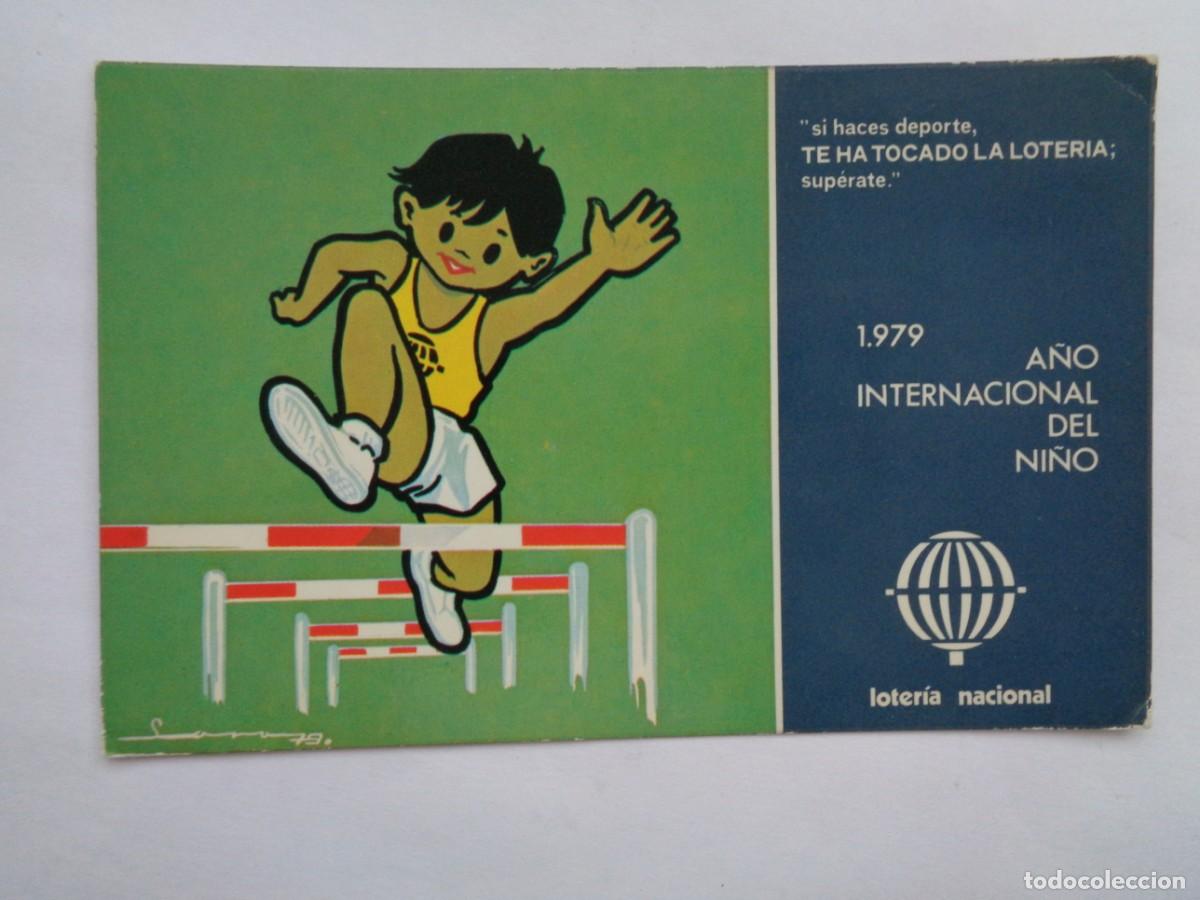 "si haces deporte,
TE HA TOCADO LA LOTERIA;
supérate."
1.979
AÑO
INTERNACIONAL
DEL
NIÑO
lotería nacional
todocoleccion